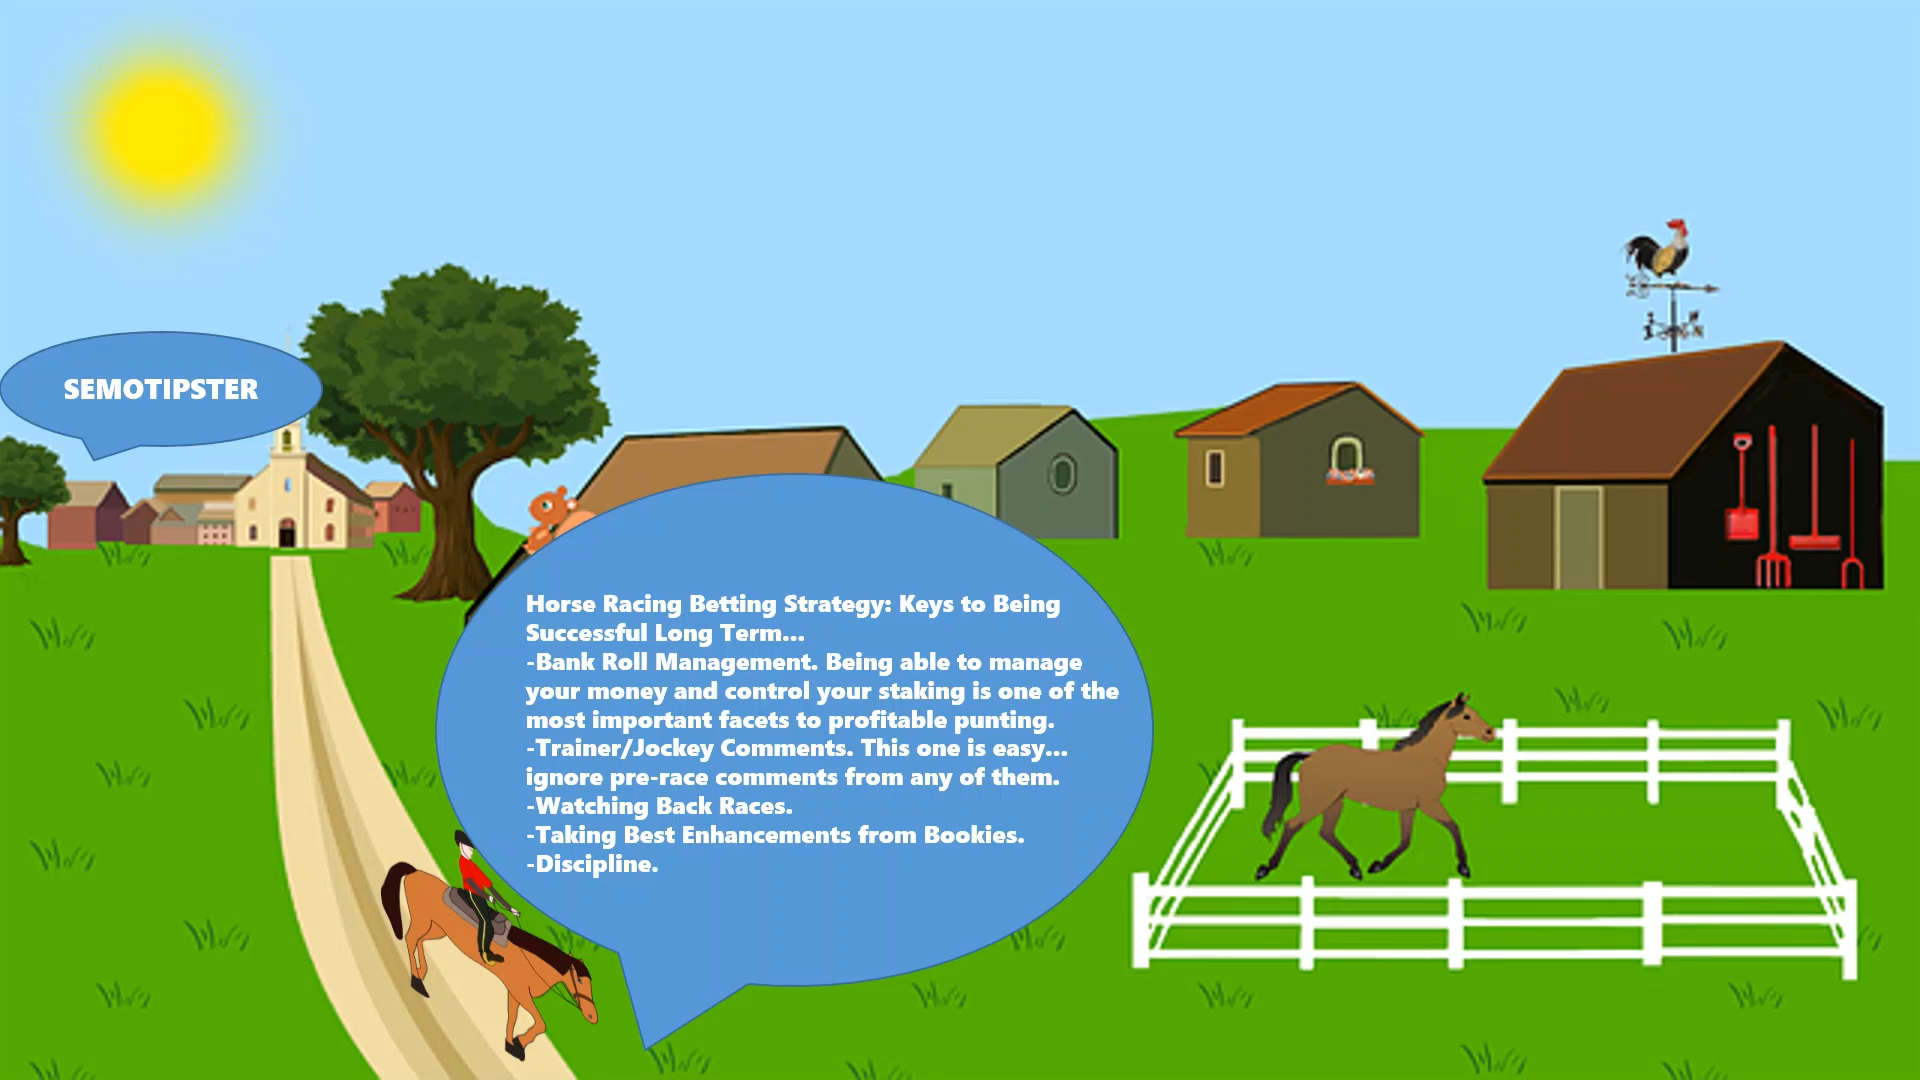 SEMOTIPSTER
Horse Racing Betting Strategy: Keys to Being
Successful Long Term...
-Bank Roll Management. Being able to manage
your money and control your staking is one of the
most important facets to profitable punting.
-Trainer/Jockey Comments. This one is easy...
ignore pre-race comments from any of them.
-Watching Back Races.
-Taking Best Enhancements from Bookies.
-Discipline.